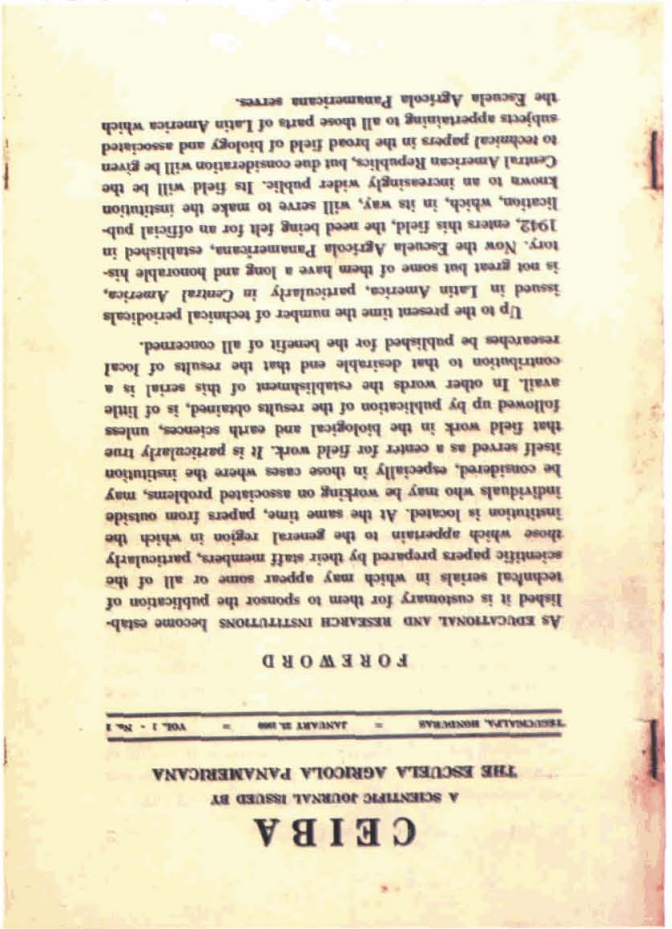 CEIBA
A SCIENTIFIC JOURNAL ISSUED BY
THE ESCUELA AGRICOLA PANAMERICANA
TEGUCIGALPA, HONDURAS = JANUARY 25, 1950 = VOL. 1 - No. 1
FOREWORD
AS EDUCATIONAL AND RESEARCH INSTITUTIONS become estab-
lished it is customary for them to sponsor the publication of
technical serials in which may appear some or all of the
scientific papers prepared by their staff members, particularly
those which appertain to the general region in which the
institution is located. At the same time, papers from outside
individuals who may be working on associated problems, may
be considered, especially in those cases where the institution
itself served as a center for field work. It is particularly true
that field work in the biological and earth sciences, unless
followed up by publication of the results obtained, is of little
avail. In other words the establishment of this serial is a
contribution to that desirable end that the results of local
researches be published for the benefit of all concerned.
Up to the present time the number of technical periodicals
issued in Latin America, particularly in Central America,
is not great but some of them have a long and honorable his-
tory. Now the Escuela Agrícola Panamericana, established in
1942, enters this field, the need being felt for an official pub-
lication, which, in its way, will serve to make the institution
known to an increasingly wider public. Its field will be the
Central American Republics, but due consideration will be given
to technical papers in the broad field of biology and associated
subjects appertaining to all those parts of Latin America which
the Escuela Agrícola Panamericana serves.